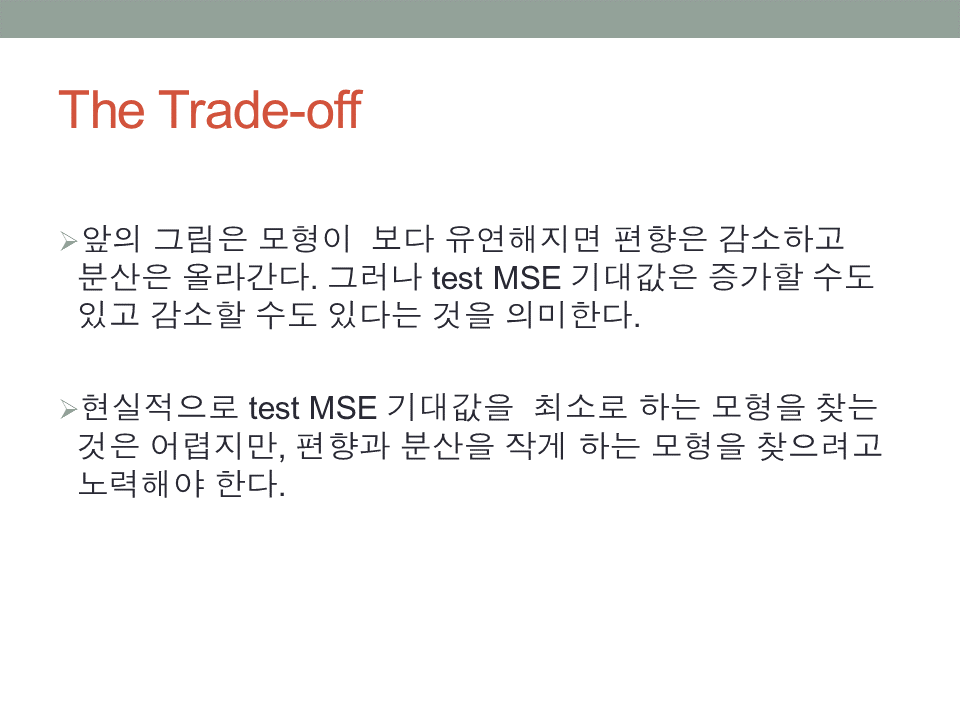 The Trade-off
앞의 그림은 모형이 보다 유연해지면 편향은 감소하고
분산은 올라간다. 그러나 test MSE 기대값은 증가할 수도
있고 감소할 수도 있다는 것을 의미한다.
현실적으로 test MSE 기대값을 최소로 하는 모형을 찾는
것은 어렵지만, 편향과 분산을 작게 하는 모형을 찾으려고
노력해야 한다.